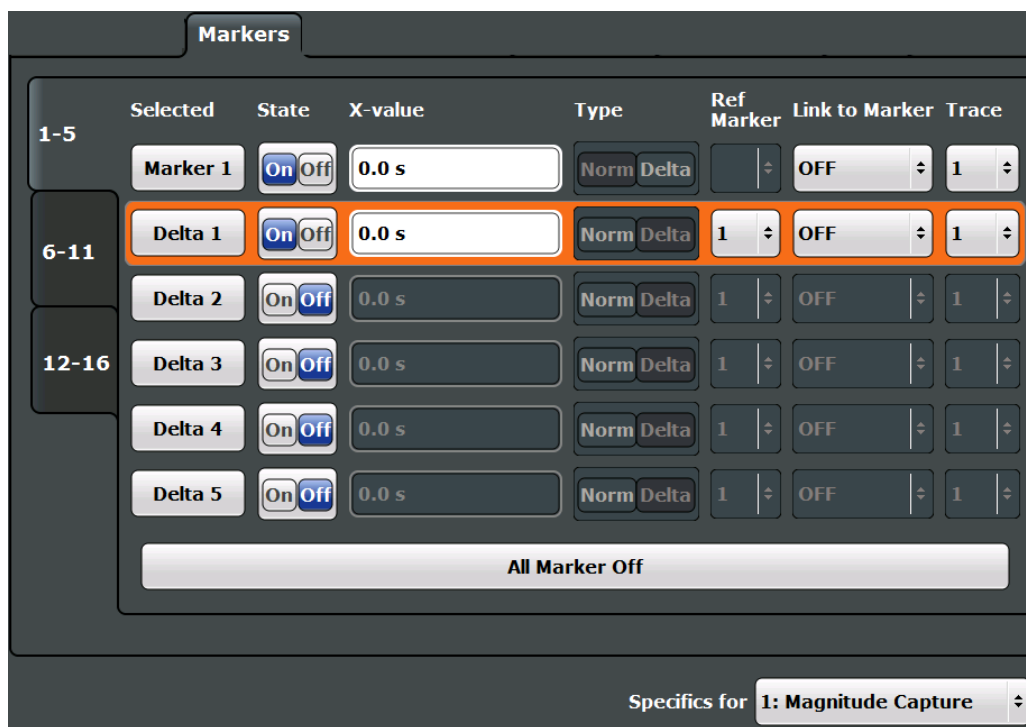 Markers
1-5
6-11
12-16
Selected State X-value Type Ref Marker Link to Marker Trace
Marker 1 On Off 0.0 s Norm Delta OFF 1
Delta 1 On Off 0.0 s Norm Delta 1 OFF 1
Delta 2 On Off 0.0 s Norm Delta 1 OFF 1
Delta 3 On Off 0.0 s Norm Delta 1 OFF 1
Delta 4 On Off 0.0 s Norm Delta 1 OFF 1
Delta 5 On Off 0.0 s Norm Delta 1 OFF 1
All Marker Off
Specifics for 1: Magnitude Capture